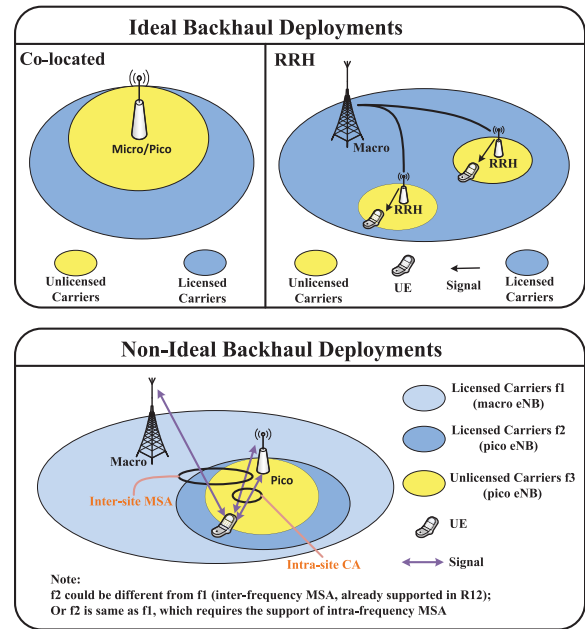 Ideal Backhaul Deployments
Co-located
Micro/Pico
Unlicensed
Carriers
Licensed
Carriers
RRH
Macro
RRH
RRH
Unlicensed
Carriers
UE
Signal
Licensed
Carriers
Non-Ideal Backhaul Deployments
Macro
Pico
Inter-site MSA
Intra-site CA
Licensed Carriers f1
(macro eNB)
Licensed Carriers f2
(pico eNB)
Unlicensed Carriers f3
(pico eNB)
UE
Signal
Note:
f2 could be different from f1 (inter-frequency MSA, already supported in R12);
Or f2 is same as f1, which requires the support of intra-frequency MSA